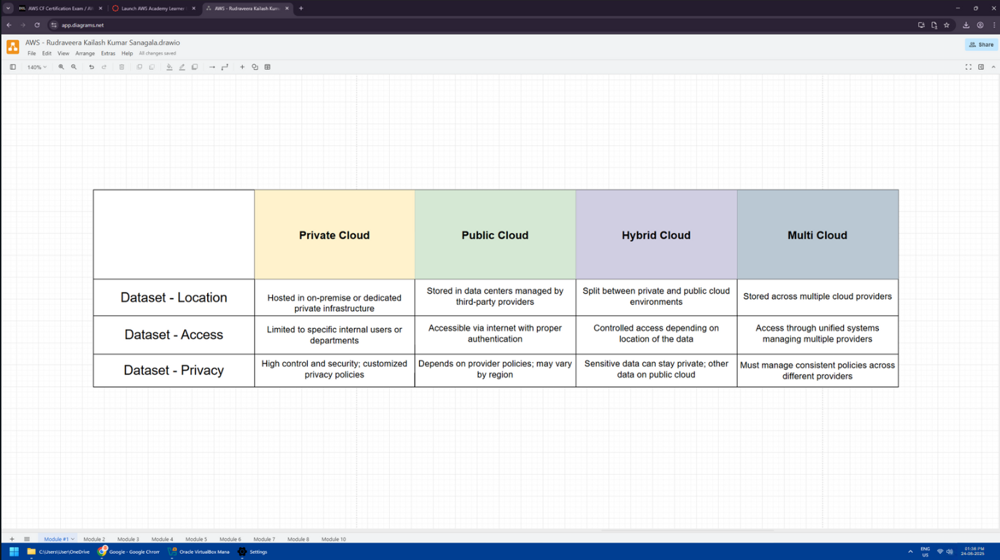 AWS CF Certification Exam / AW
Launch AWS Academy Learner
AWS - Rudraveera Kailash Kuma
app.diagrams.net
AWS - Rudraveera Kailash Kumar Sanagala.drawio
File Edit View Arrange Extras Help All changes saved
Share
140%
Private Cloud
Public Cloud
Hybrid Cloud
Multi Cloud
Dataset - Location
Hosted in on-premise or dedicated
private infrastructure
Stored in data centers managed by
third-party providers
Split between private and public cloud
environments
Stored across multiple cloud providers
Dataset - Access
Limited to specific internal users or
departments
Accessible via internet with proper
authentication
Controlled access depending on
location of the data
Access through unified systems
managing multiple providers
Dataset - Privacy
High control and security; customized
privacy policies
Depends on provider policies; may vary
by region
Sensitive data can stay private; other
data on public cloud
Must manage consistent policies across
different providers
Module #1 Module 2 Module 3 Module 4 Module 5 Module 6 Module 7 Module 8 Module 10
C:\Users\User\OneDrive
Google - Google Chrom
Oracle VirtualBox Mana
Settings
ENG
US
01:36 PM
24-06-2025